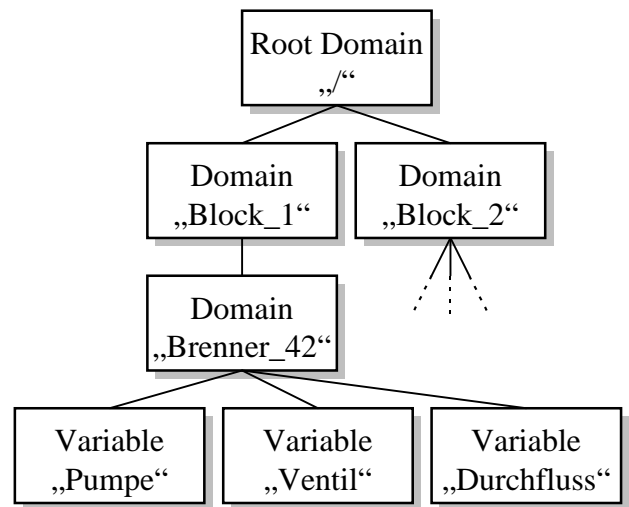 Root Domain
„/“
Domain
„Block_1“
Domain
„Block_2“
Domain
„Brenner_42“
Variable
„Pumpe“
Variable
„Ventil“
Variable
„Durchfluss“